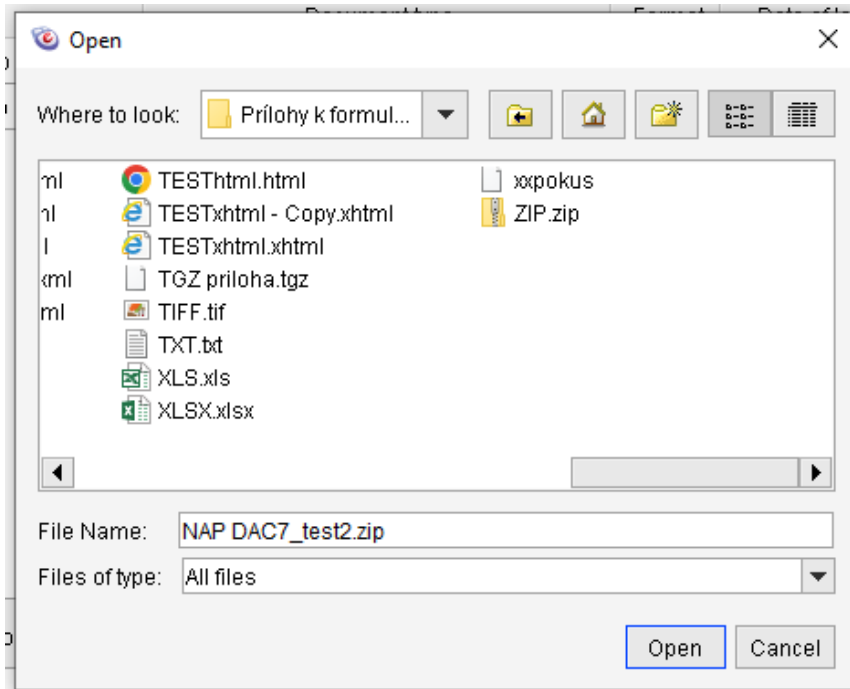 Open
Where to look:
Prílohy k formul...
ml
TESThtml.html
xxpokus
TESTxhtml - Copy.xhtml
ZIP.zip
TESTxhtml.xhtml
TGZ priloha.tgz
ml
TIFF.tif
TXT.txt
XLS.xls
XLSX.xlsx
File Name:
NAP DAC7_test2.zip
Files of type:
All files
Open
Cancel